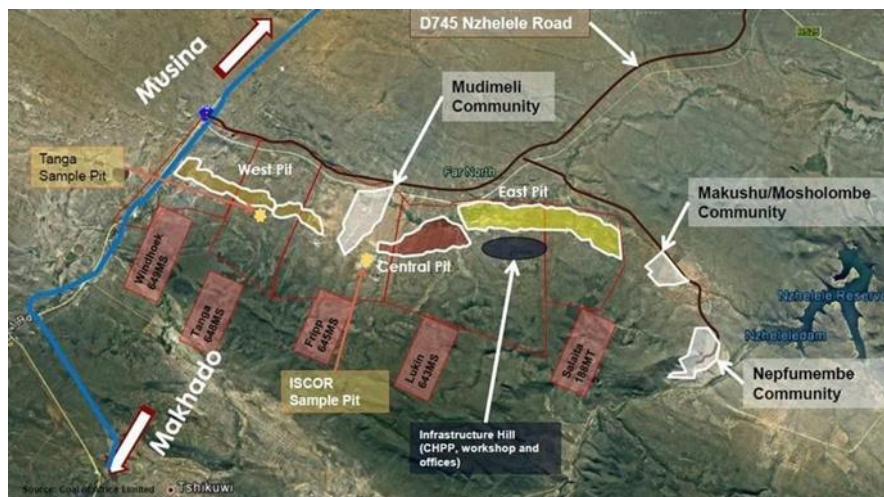 D745 Nzhelele Road
Musina
Mudimeli
Community
Tanga
Sample Pit
West Pit
Far North
East Pit
Makushu/Mosholombe
Community
Central Pit
Windhoek
649MS
Tanga
648MS
Fripp
645MS
Lukin
643MS
Salaita
188MT
Nzhelele Reserv
Nzheleledam
ISCOR
Sample Pit
Makhado
Nepfumembe
Community
Infrastructure Hill
(CHPP, workshop and
offices)
Source: Coal of Africa Limited
Tshikuwi